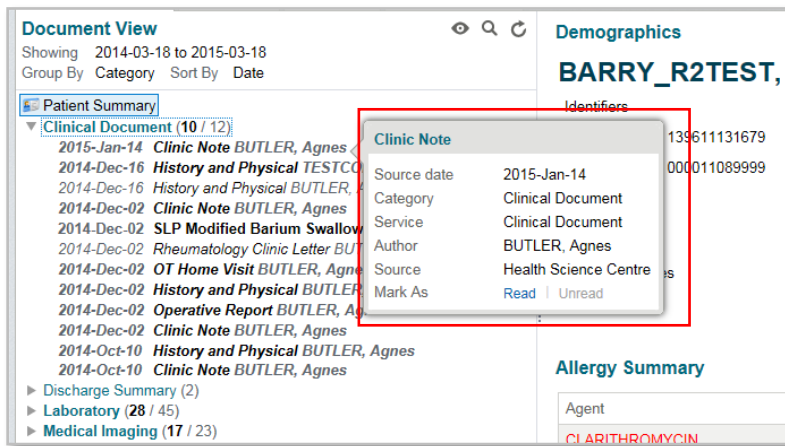 Document View
Showing 2014-03-18 to 2015-03-18
Group By Category Sort By Date
Patient Summary
Clinical Document (10 / 12)
2015-Jan-14 Clinic Note BUTLER, Agnes
2014-Dec-16 History and Physical
2014-Dec-16 History and Physical BUTLER,
2014-Dec-02 Clinic Note BUTLER, Agnes
2014-Dec-02 SLP Modified Barium Swallow
2014-Dec-02 Rheumatology Clinic Letter
2014-Dec-02 OT Home Visit BUTLER,
2014-Dec-02 History and Physical BUTLER
2014-Dec-02 Operative Report BUTLER,
2014-Dec-02 Clinic Note BUTLER, Agnes
2014-Oct-10 History and Physical BUTLER, Agnes
2014-Oct-10 Clinic Note BUTLER, Agnes
Discharge Summary (2)
Laboratory (28 / 45)
Medical Imaging (17 / 23)
Clinic Note
Source date 2015-Jan-14
Category Clinical Document
Service Clinical Document
Author BUTLER, Agnes
Source Health Science Centre
Mark As Read | Unread
Demographics
BARRY_R2TEST,
Identifiers
139611131679
000011089999
Allergy Summary
Agent
CLARITHROMYCIN